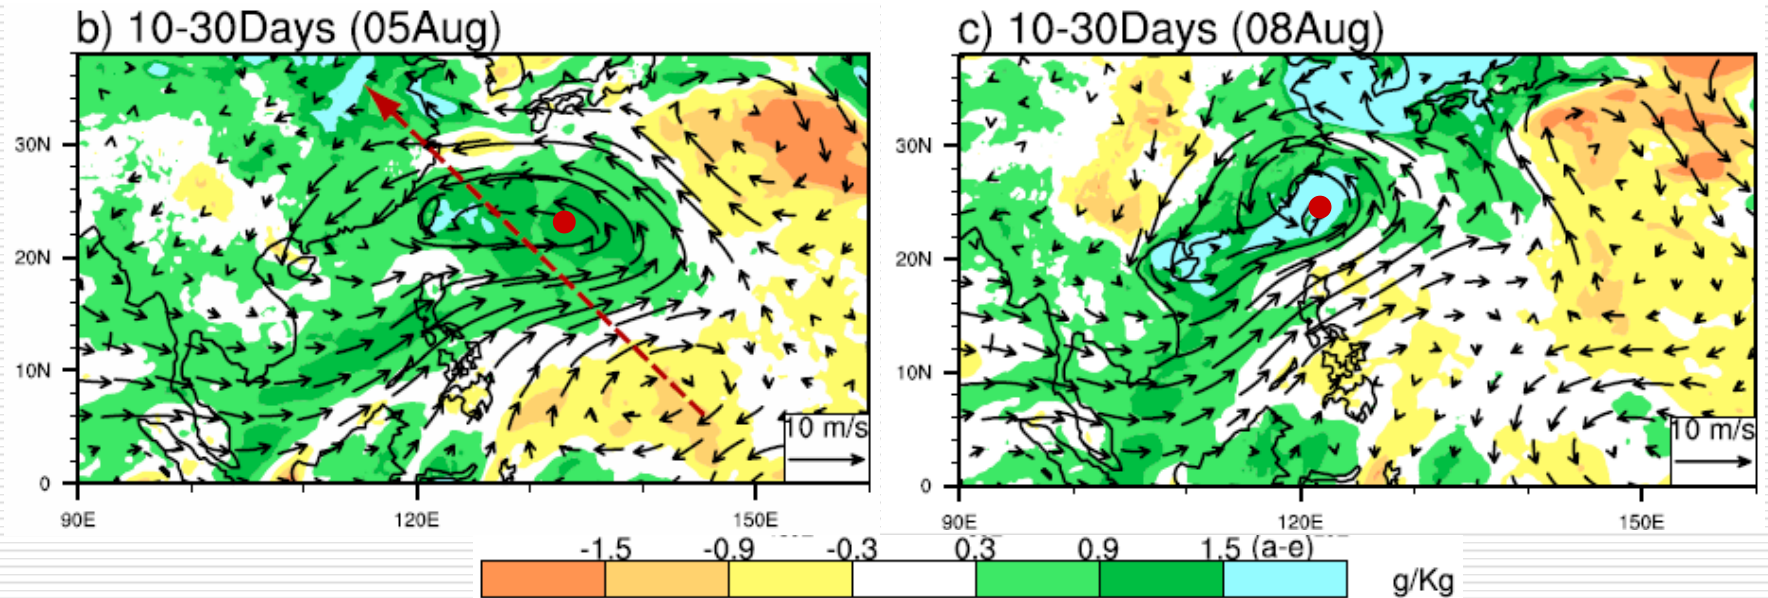 b) 10-30Days (05Aug)
c) 10-30Days (08Aug)
30N
20N
10N
0
90E
120E
150E
10 m/s
30N
20N
10N
0
90E
120E
150E
10 m/s
-1.5 -0.9 -0.3 0.3 0.9 1.5 (a-e)
g/Kg